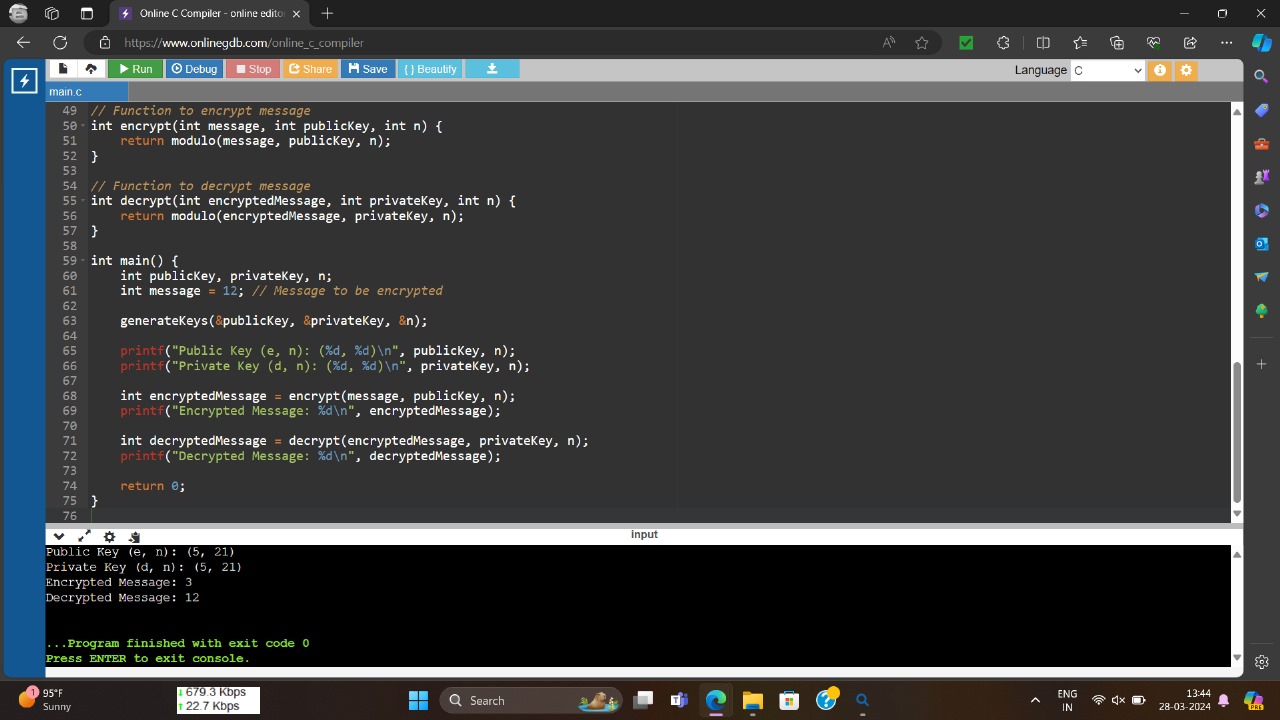 Online C Compiler - online edito
https://www.onlinegdb.com/online_c_compiler
Run Debug Stop Share Save { } Beautify Language C
main.c
49 // Function to encrypt message
50 int encrypt(int message, int publicKey, int n) {
51 return modulo(message, publicKey, n);
52 }
53
54 // Function to decrypt message
55 int decrypt(int encryptedMessage, int privateKey, int n) {
56 return modulo(encryptedMessage, privateKey, n);
57 }
58
59 int main() {
60 int publicKey, privateKey, n;
61 int message = 12; // Message to be encrypted
62
63 generateKeys(&publicKey, &privateKey, &n);
64
65 printf("Public Key (e, n): (%d, %d)\n", publicKey, n);
66 printf("Private Key (d, n): (%d, %d)\n", privateKey, n);
67
68 int encryptedMessage = encrypt(message, publicKey, n);
69 printf("Encrypted Message: %d\n", encryptedMessage);
70
71 int decryptedMessage = decrypt(encryptedMessage, privateKey, n);
72 printf("Decrypted Message: %d\n", decryptedMessage);
73
74 return 0;
75 }
76
input
Public Key (e, n): (5, 21)
Private Key (d, n): (5, 21)
Encrypted Message: 3
Decrypted Message: 12
...Program finished with exit code 0
Press ENTER to exit console.
1 95°F
Sunny
679.3 Kbps
22.7 Kbps
Search
ENG
IN
13:44
28-03-2024
PRE